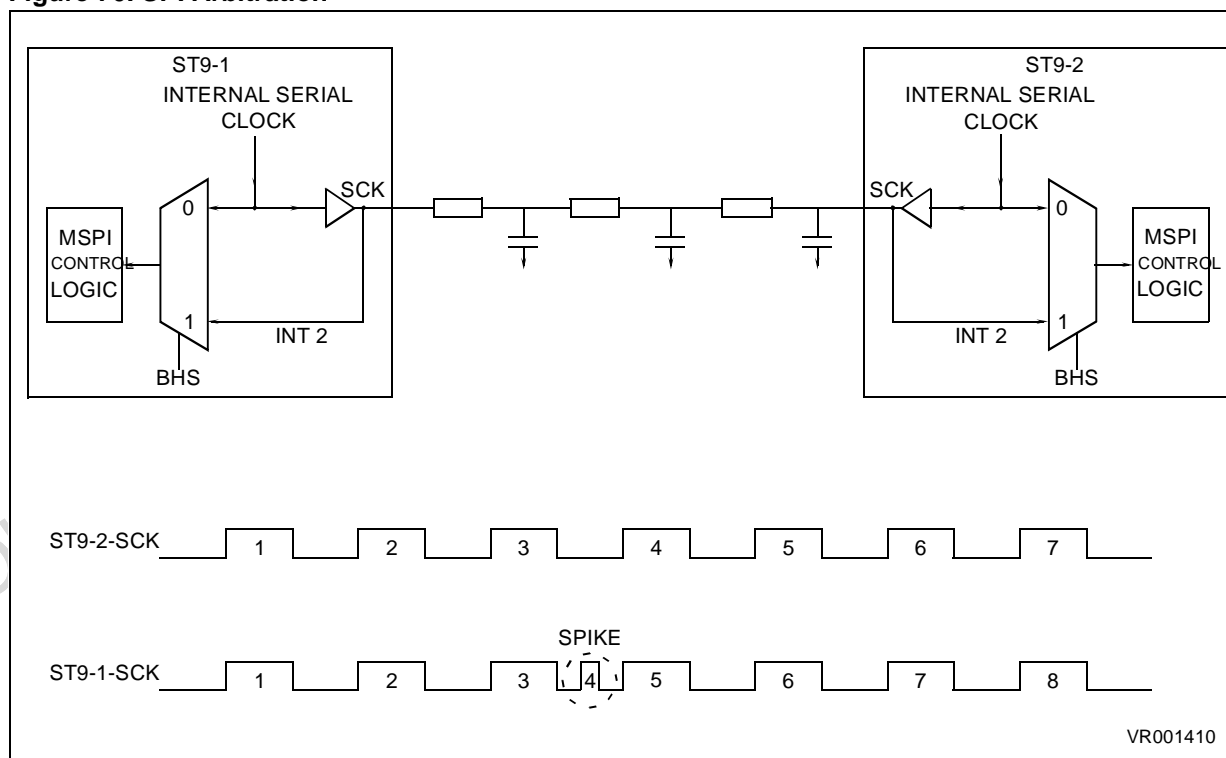 ST9-1
INTERNAL SERIAL
CLOCK
SCK
0
MSPI
CONTROL
LOGIC
1
INT 2
BHS
ST9-2
INTERNAL SERIAL
CLOCK
SCK
0
MSPI
CONTROL
LOGIC
1
INT 2
BHS
ST9-2-SCK 1 2 3 4 5 6 7
SPIKE
ST9-1-SCK 1 2 3 4 5 6 7 8
VR001410